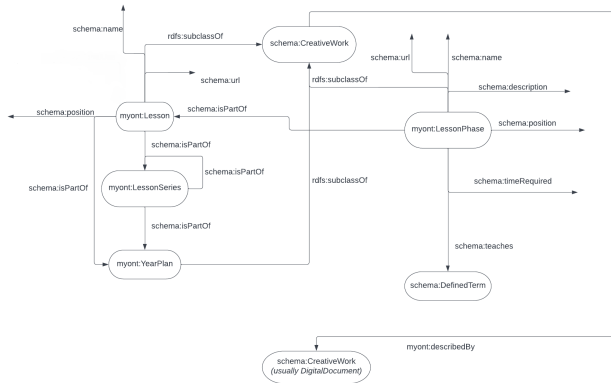 schema:name
rdfs:subclassOf
schema:CreativeWork
schema:url
schema:name
schema:url
rdfs:subclassOf
schema:description
schema:position
myont:Lesson
schema:isPartOf
myont:LessonPhase
schema:position
schema:isPartOf
schema:isPartOf
schema:isPartOf
myont:LessonSeries
rdfs:subclassOf
schema:timeRequired
schema:isPartOf
schema:teaches
myont:YearPlan
schema:DefinedTerm
myont:describedBy
schema:CreativeWork
(usually DigitalDocument)